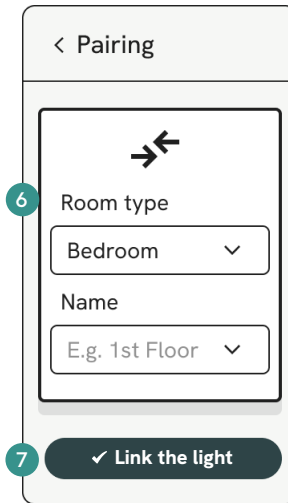 Pairing
6
Room type
Bedroom
Name
E.g. 1st Floor
7
Link the light